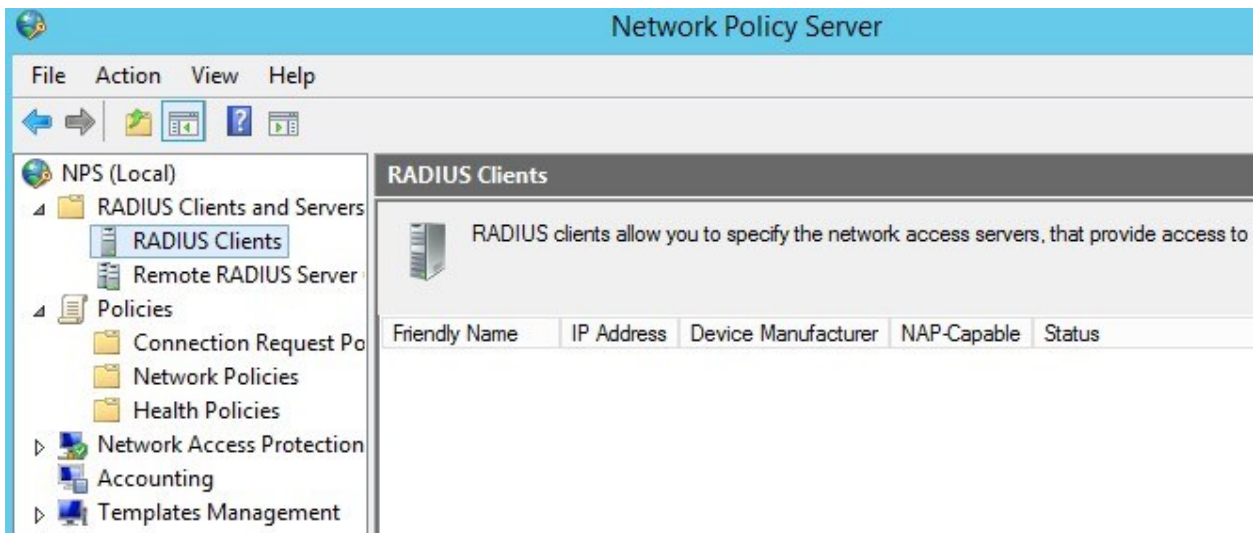 Network Policy Server
File Action View Help
NPS (Local)
RADIUS Clients and Servers
RADIUS Clients
Remote RADIUS Server
Policies
Connection Request Po
Network Policies
Health Policies
Network Access Protection
Accounting
Templates Management
RADIUS Clients
RADIUS clients allow you to specify the network access servers, that provide access to
Friendly Name IP Address Device Manufacturer NAP-Capable Status